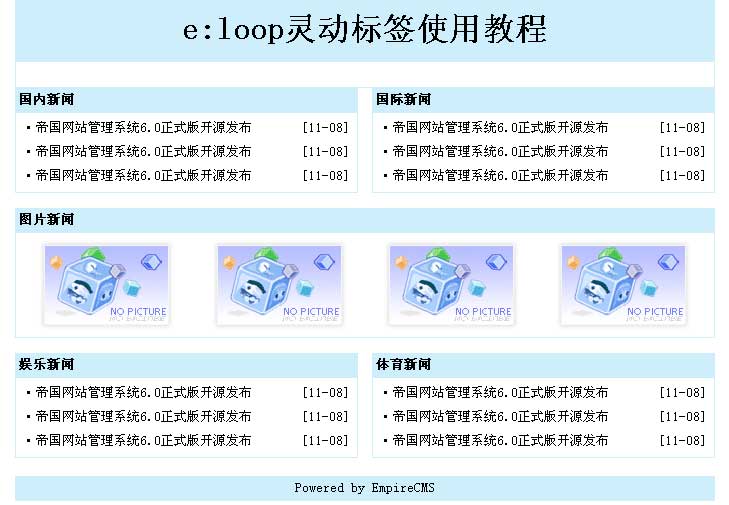 e:loop灵动标签使用教程
国内新闻
·帝国网站管理系统6.0正式版开源发布 [11-08]
·帝国网站管理系统6.0正式版开源发布 [11-08]
·帝国网站管理系统6.0正式版开源发布 [11-08]
国际新闻
·帝国网站管理系统6.0正式版开源发布 [11-08]
·帝国网站管理系统6.0正式版开源发布 [11-08]
·帝国网站管理系统6.0正式版开源发布 [11-08]
图片新闻
NO PICTURE
NO PICTURE
NO PICTURE
NO PICTURE
娱乐新闻
·帝国网站管理系统6.0正式版开源发布 [11-08]
·帝国网站管理系统6.0正式版开源发布 [11-08]
·帝国网站管理系统6.0正式版开源发布 [11-08]
体育新闻
·帝国网站管理系统6.0正式版开源发布 [11-08]
·帝国网站管理系统6.0正式版开源发布 [11-08]
·帝国网站管理系统6.0正式版开源发布 [11-08]
Powered by EmpireCMS